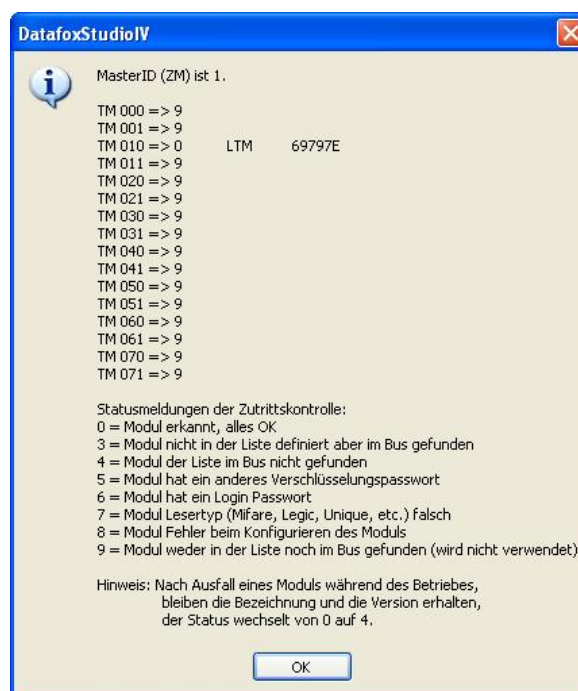 DatafoxStudioIV
MasterID (ZM) ist 1.
TM 000 => 9
TM 001 => 9
TM 010 => 0 LTM 69797E
TM 011 => 9
TM 020 => 9
TM 021 => 9
TM 030 => 9
TM 031 => 9
TM 040 => 9
TM 041 => 9
TM 050 => 9
TM 051 => 9
TM 060 => 9
TM 061 => 9
TM 070 => 9
TM 071 => 9
Statusmeldungen der Zutrittskontrolle:
0 = Modul erkannt, alles OK
3 = Modul nicht in der Liste definiert aber im Bus gefunden
4 = Modul der Liste im Bus nicht gefunden
5 = Modul hat ein anderes Verschlüsselungspasswort
6 = Modul hat ein Login Passwort
7 = Modul Lesertyp (Mifare, Legic, Unique, etc.) falsch
8 = Modul Fehler beim Konfigurieren des Moduls
9 = Modul weder in der Liste noch im Bus gefunden (wird nicht verwendet)
Hinweis: Nach Ausfall eines Moduls während des Betriebes,
bleiben die Bezeichnung und die Version erhalten,
der Status wechselt von 0 auf 4.
OK